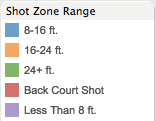 Shot Zone Range
8-16 ft.
16-24 ft.
24+ ft.
Back Court Shot
Less Than 8 ft.